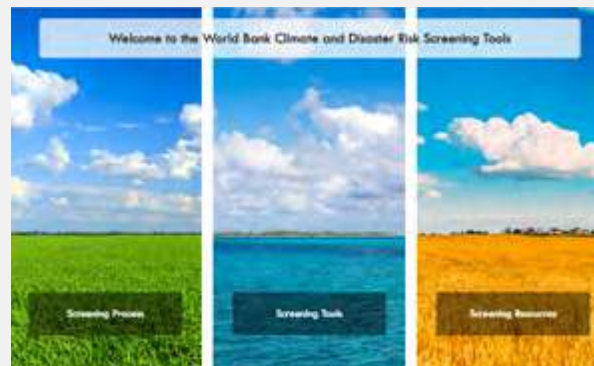 Welcome to the World Bank Climate and Disaster Risk Screening Tools
Screening Process
Screening Tools
Screening Resources